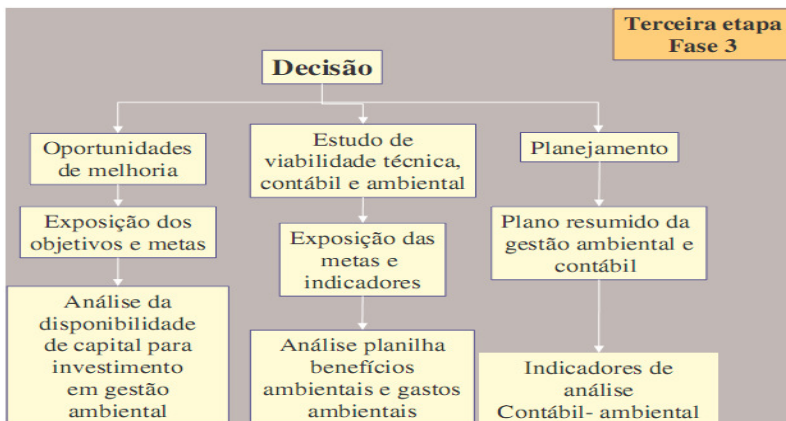 Terceira etapa
Fase 3
Decisão
Oportunidades
de melhoria
Exposição dos
objetivos e metas
Análise da
disponibilidade
de capital para
investimento
em gestão
ambiental
Estudo de
viabilidade técnica,
contábil e ambiental
Exposição das
metas e
indicadores
Análise planilha
benefícios
ambientais e gastos
ambientais
Planejamento
Plano resumido da
gestão ambiental e
contábil
Indicadores de
análise
Contábil- ambiental